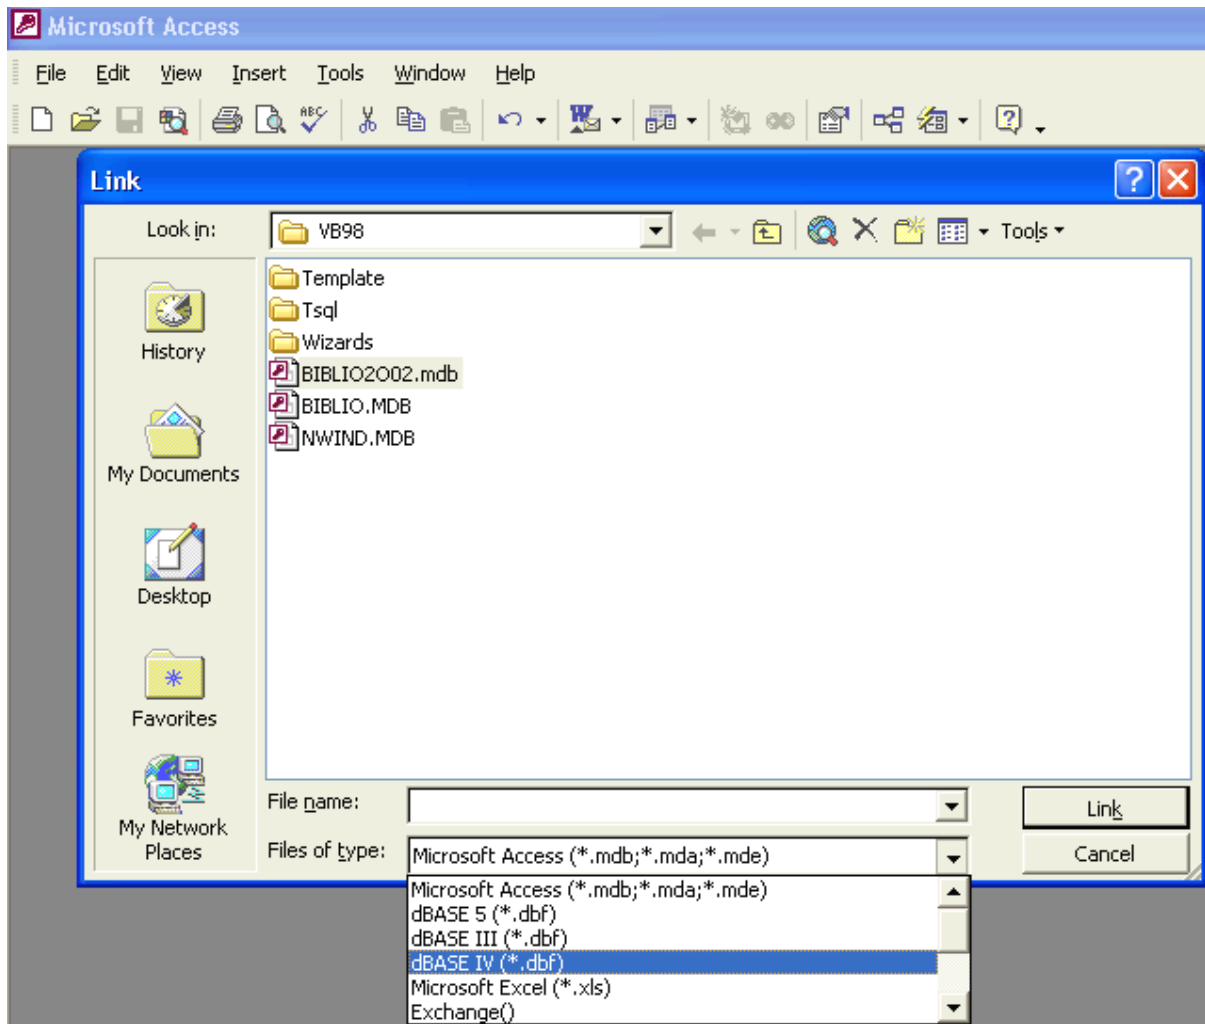 Microsoft Access
File Edit View Insert Tools Window Help
ABC W
Link
Look in: VB98 Tools
Template
Tsql
Wizards
BIBLIO2O02.mdb
BIBLIO.MDB
NWIND.MDB
History
My Documents
Desktop
Favorites
My Network
Places
File name: Link
Files of type: Microsoft Access (*.mdb;*.mda;*.mde) Cancel
Microsoft Access (*.mdb;*.mda;*.mde)
dBASE 5 (*.dbf)
dBASE III (*.dbf)
dBASE IV (*.dbf)
Microsoft Excel (*.xls)
Exchange()